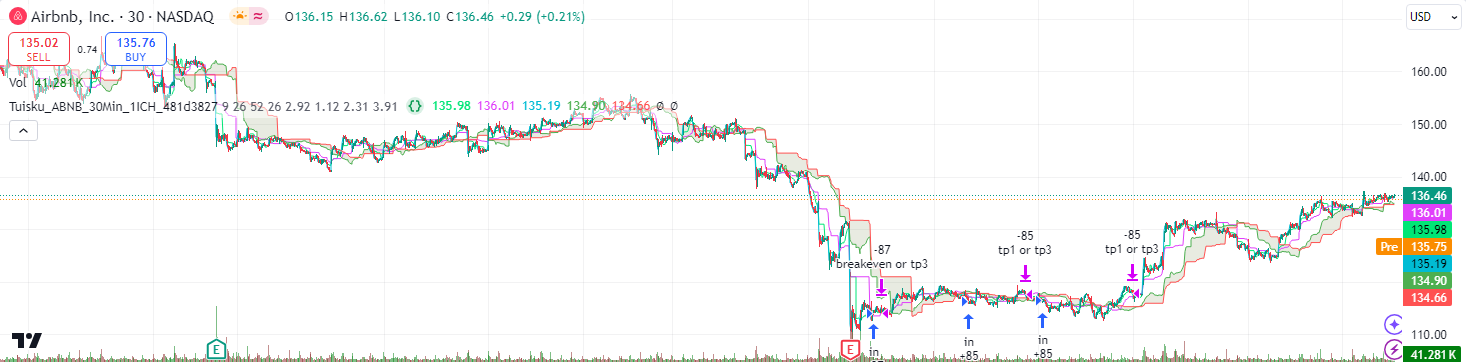 Airbnb, Inc. · 30 · NASDAQ O136.15 H136.62 L136.10 C136.46 +0.29 (+0.21%)
USD
135.02 SELL 0.74 135.76 BUY
Vol 41.281K
Tuisku_ABNB_30Min_1ICH_481d3827 9 26 52 26 2.92 1.12 2.31 3.91 135.98 136.01 135.19 134.90 134.66 Ø Ø
160.00
150.00
140.00
136.46
136.01
135.98
Pre 135.75
135.19
134.90
134.66
110.00
41.281K
-87
breakeven or tp3
-85
tp1 or tp3
-85
tp1 or tp3
in
in
+85
in
+85
E
E